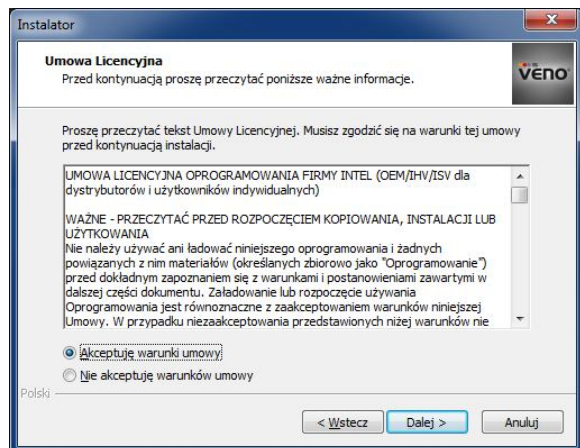 Instalator
Umowa Licencyjna
Przed kontynuacją proszę przeczytać poniższe ważne informacje.
VENO
Proszę przeczytać tekst Umowy Licencyjnej. Musisz zgodzić się na warunki tej umowy
przed kontynuacją instalacji.
UMOWA LICENCYJNA OPROGRAMOWANIA FIRMY INTEL (OEM/IHV/ISV dla
dystrybutorów i użytkowników indywidualnych)
WAŻNE - PRZECZYTAĆ PRZED ROZPOCZĘCIEM KOPIOWANIA, INSTALACJI LUB
UŻYTKOWANIA
Nie należy używać ani ładować niniejszego oprogramowania i żadnych
powiązanych z nim materiałów (określanych zbiorowo jako "Oprogramowanie")
przed dokładnym zapoznaniem się z warunkami i postanowieniami zawartymi w
dalszej części dokumentu. Załadowanie lub rozpoczęcie używania
Oprogramowania jest równoznaczne z zaakceptowaniem warunków niniejszej
Umowy. W przypadku niezaakceptowania przedstawionych niżej warunków nie
Akceptuję warunki umowy
Nie akceptuję warunków umowy
Polski
< Wstecz
Dalej >
Anuluj